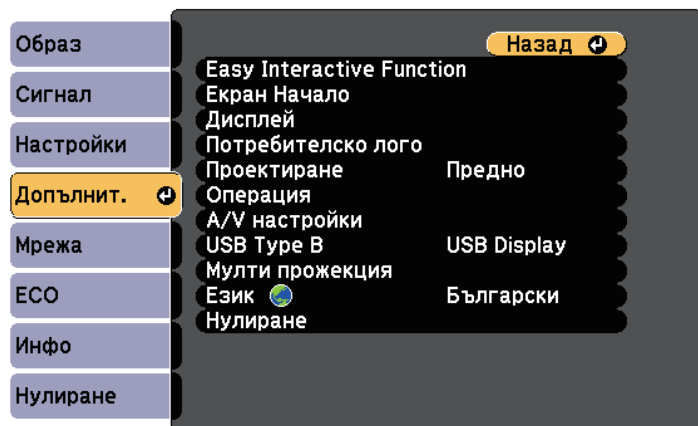 Образ
Сигнал
Настройки
Допълнит.
Мрежа
ECO
Инфо
Нулиране
Назад
Easy Interactive Function
Екран Начало
Дисплей
Потребителско лого
Проектиране Предно
Операция
A/V настройки
USB Type B USB Display
Мулти прожекция
Език Български
Нулиране